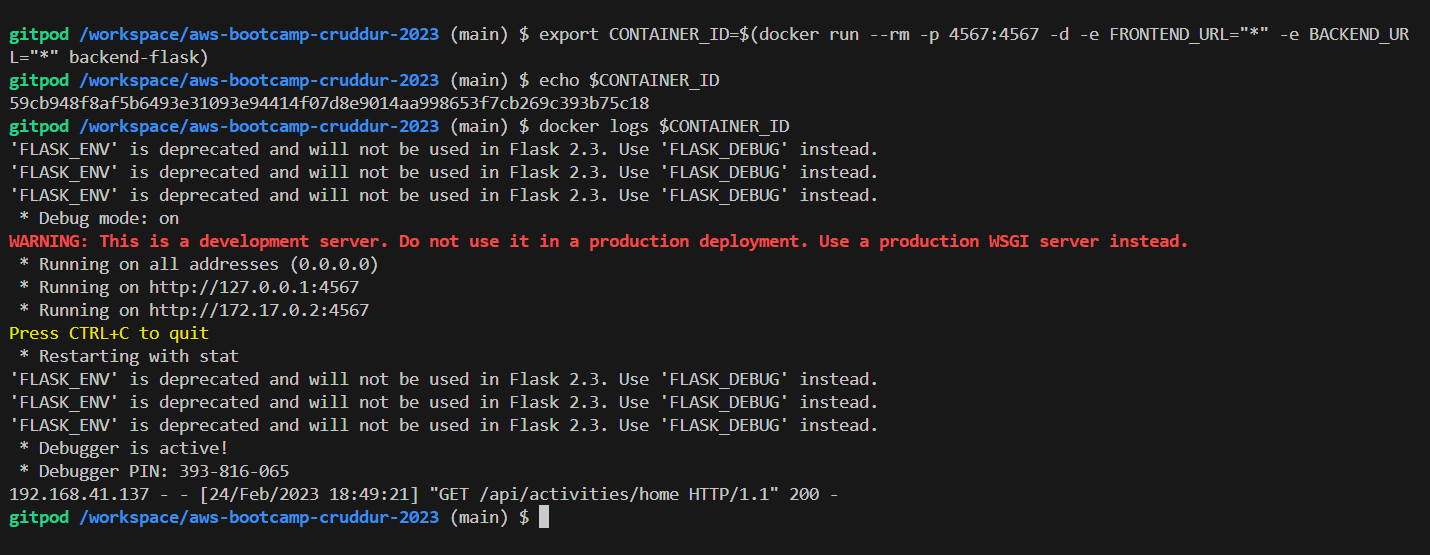 gitpod /workspace/aws-bootcamp-cruddur-2023 (main) $ export CONTAINER_ID=$(docker run --rm -p 4567:4567 -d -e FRONTEND_URL="*" -e BACKEND_UR
L="*" backend-flask)
gitpod /workspace/aws-bootcamp-cruddur-2023 (main) $ echo $CONTAINER_ID
59cb948f8af5b6493e31093e94414f07d8e9014aa998653f7cb269c393b75c18
gitpod /workspace/aws-bootcamp-cruddur-2023 (main) $ docker logs $CONTAINER_ID
'FLASK_ENV' is deprecated and will not be used in Flask 2.3. Use 'FLASK_DEBUG' instead.
'FLASK_ENV' is deprecated and will not be used in Flask 2.3. Use 'FLASK_DEBUG' instead.
'FLASK_ENV' is deprecated and will not be used in Flask 2.3. Use 'FLASK_DEBUG' instead.
 * Debug mode: on
WARNING: This is a development server. Do not use it in a production deployment. Use a production WSGI server instead.
 * Running on all addresses (0.0.0.0)
 * Running on http://127.0.0.1:4567
 * Running on http://172.17.0.2:4567
Press CTRL+C to quit
 * Restarting with stat
'FLASK_ENV' is deprecated and will not be used in Flask 2.3. Use 'FLASK_DEBUG' instead.
'FLASK_ENV' is deprecated and will not be used in Flask 2.3. Use 'FLASK_DEBUG' instead.
'FLASK_ENV' is deprecated and will not be used in Flask 2.3. Use 'FLASK_DEBUG' instead.
 * Debugger is active!
 * Debugger PIN: 393-816-065
192.168.41.137 - - [24/Feb/2023 18:49:21] "GET /api/activities/home HTTP/1.1" 200 -
gitpod /workspace/aws-bootcamp-cruddur-2023 (main) $